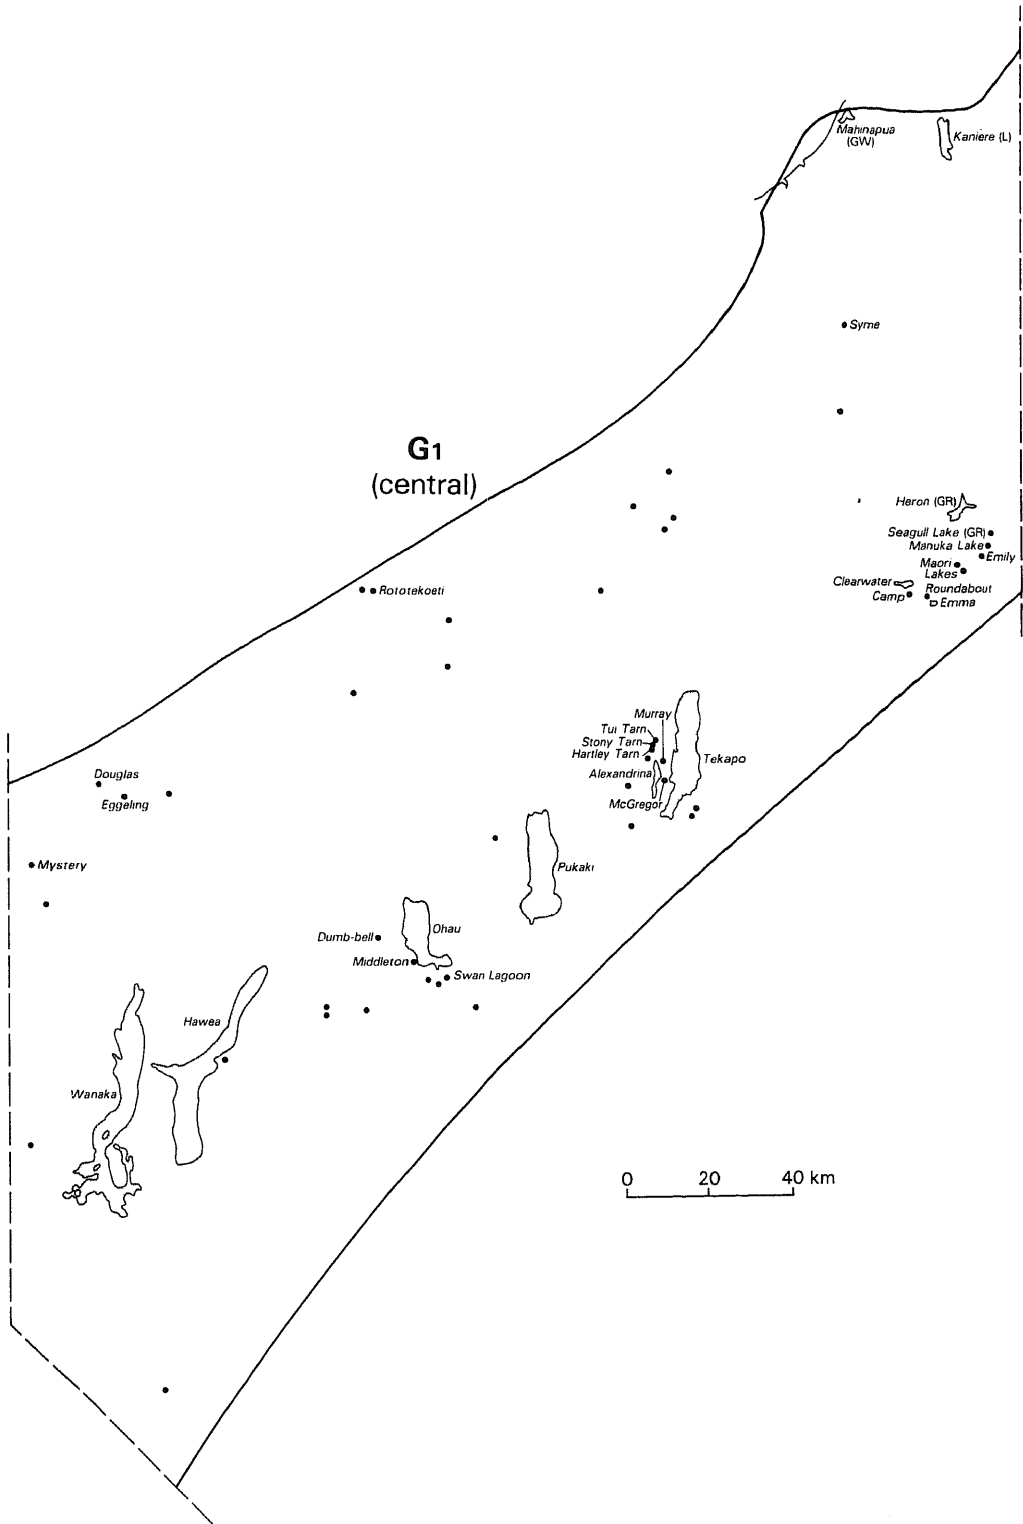 Mahinapua
(GW)
Kaniere (L)
Syme
G1
(central)
Heron (GR)
Seagull Lake (GR)
Manuka Lake
Emily
Maori
Lakes
Clearwater
Roundabout
Camp
Emma
Rototekoeti
Murray
Tui Tarn
Stony Tarn
Hartley Tarn
Tekapo
Alexandrina
McGregor
Douglas
Eggeling
Mystery
Pukaki
Ohau
Dumb-bell
Middleton
Swan Lagoon
Hawea
Wanaka
0 20 40 km